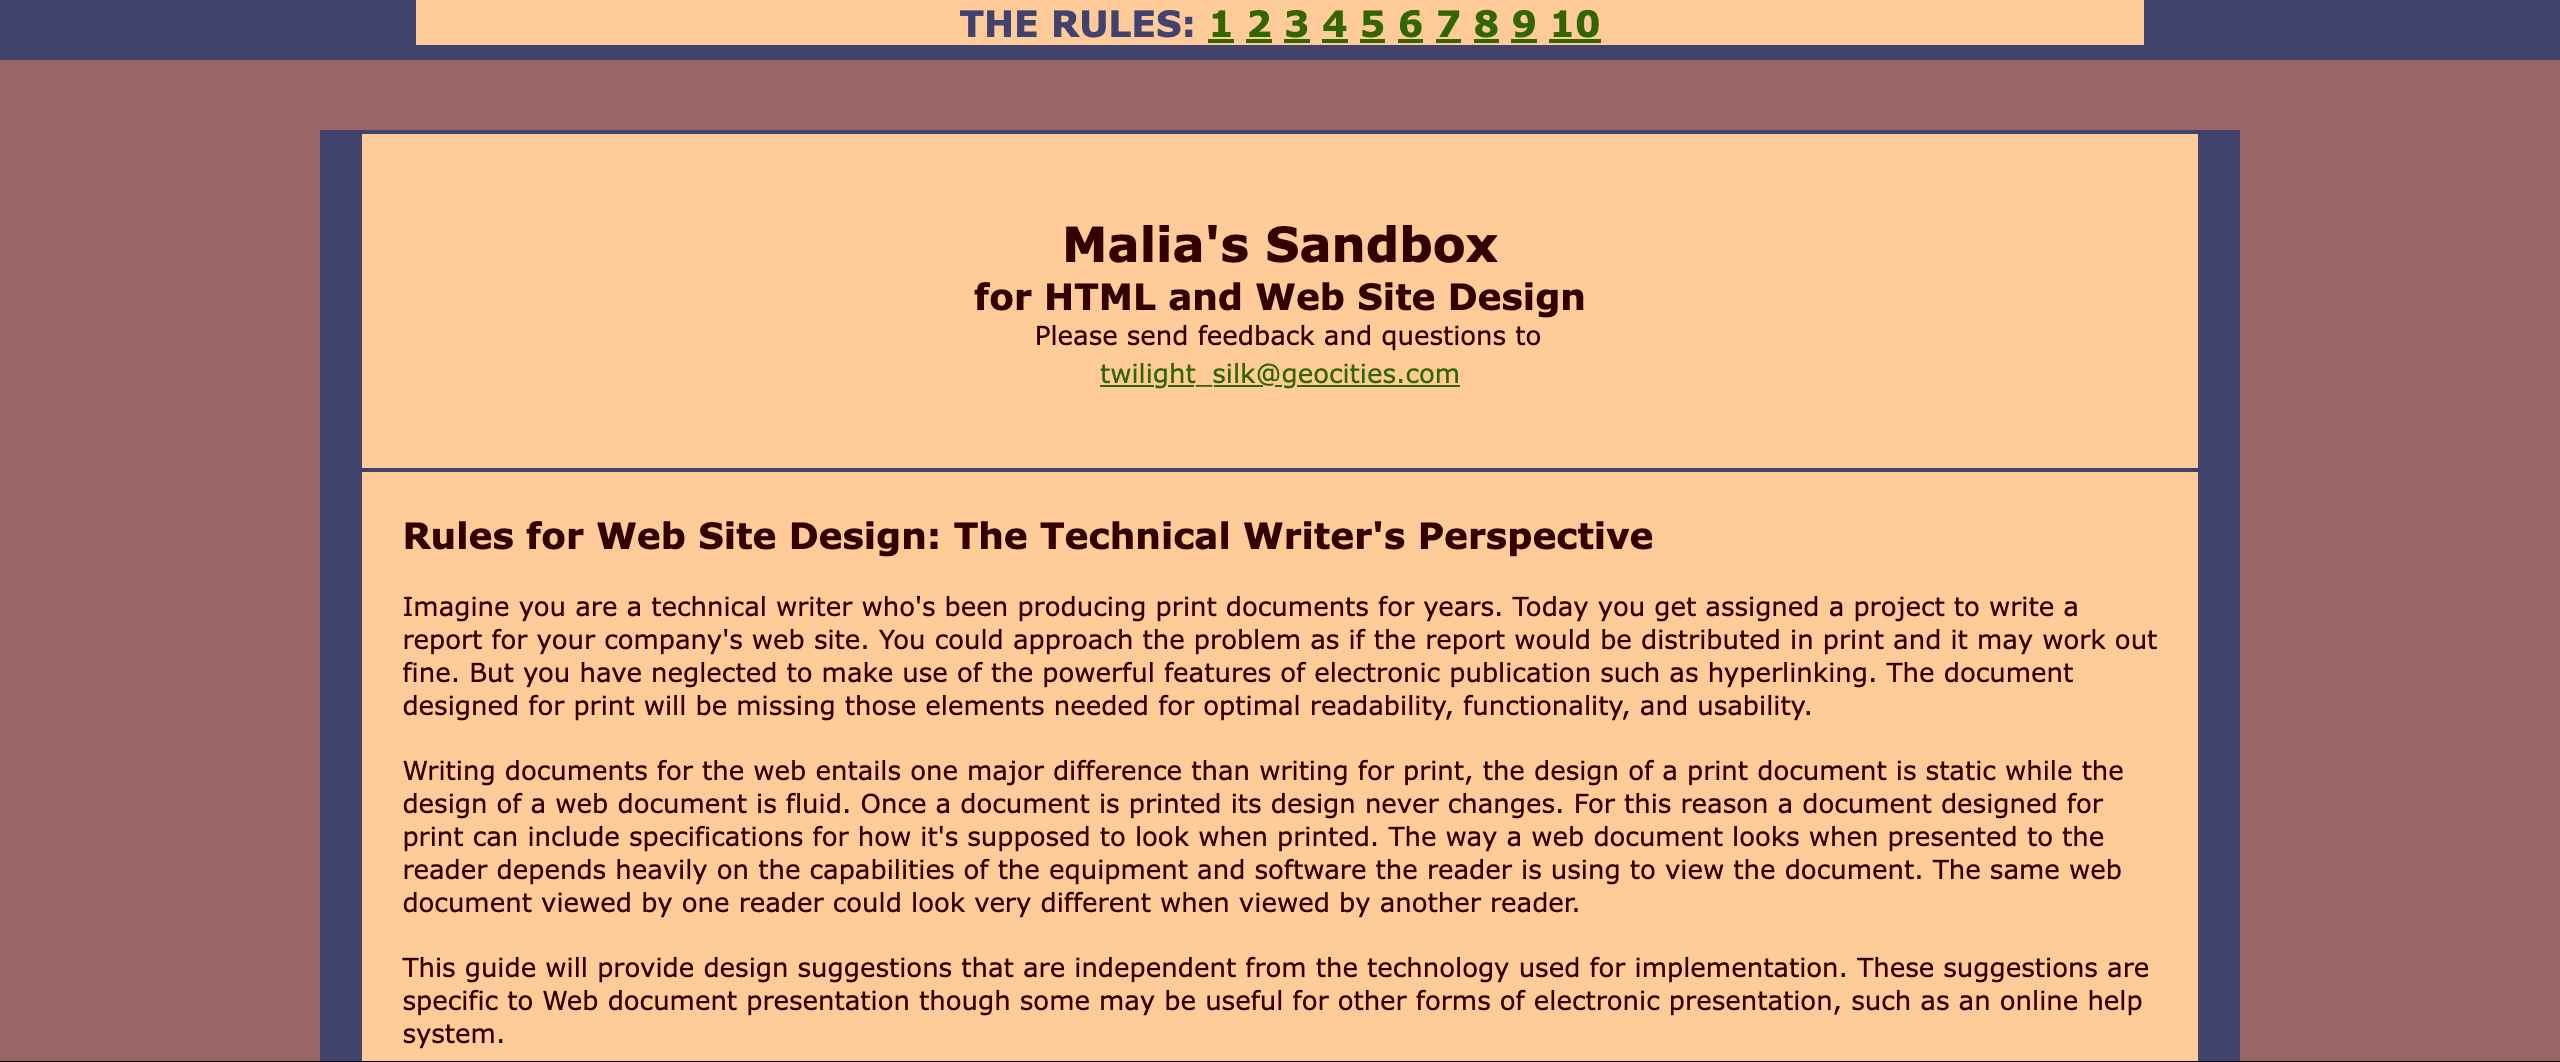 THE RULES: 1 2 3 4 5 6 7 8 9 10
Malia's Sandbox
for HTML and Web Site Design
Please send feedback and questions to
twilight_silk@geocities.com
Rules for Web Site Design: The Technical Writer's Perspective
Imagine you are a technical writer who's been producing print documents for years. Today you get assigned a project to write a
report for your company's web site. You could approach the problem as if the report would be distributed in print and it may work out
fine. But you have neglected to make use of the powerful features of electronic publication such as hyperlinking. The document
designed for print will be missing those elements needed for optimal readability, functionality, and usability.
Writing documents for the web entails one major difference than writing for print, the design of a print document is static while the
design of a web document is fluid. Once a document is printed its design never changes. For this reason a document designed for
print can include specifications for how it's supposed to look when printed. The way a web document looks when presented to the
reader depends heavily on the capabilities of the equipment and software the reader is using to view the document. The same web
document viewed by one reader could look very different when viewed by another reader.
This guide will provide design suggestions that are independent from the technology used for implementation. These suggestions are
specific to Web document presentation though some may be useful for other forms of electronic presentation, such as an online help
system.